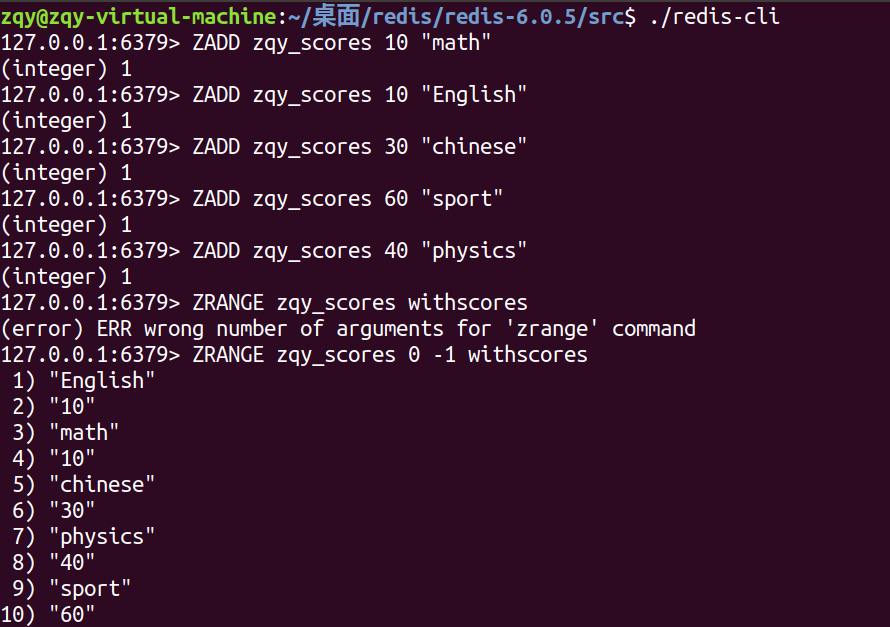 zqy@zqy-virtual-machine:~/桌面/redis/redis-6.0.5/src$ ./redis-cli
127.0.0.1:6379> ZADD zqy_scores 10 "math"
(integer) 1
127.0.0.1:6379> ZADD zqy_scores 10 "English"
(integer) 1
127.0.0.1:6379> ZADD zqy_scores 30 "chinese"
(integer) 1
127.0.0.1:6379> ZADD zqy_scores 60 "sport"
(integer) 1
127.0.0.1:6379> ZADD zqy_scores 40 "physics"
(integer) 1
127.0.0.1:6379> ZRANGE zqy_scores withscores
(error) ERR wrong number of arguments for 'zrange' command
127.0.0.1:6379> ZRANGE zqy_scores 0 -1 withscores
 1) "English"
 2) "10"
 3) "math"
 4) "10"
 5) "chinese"
 6) "30"
 7) "physics"
 8) "40"
 9) "sport"
10) "60"